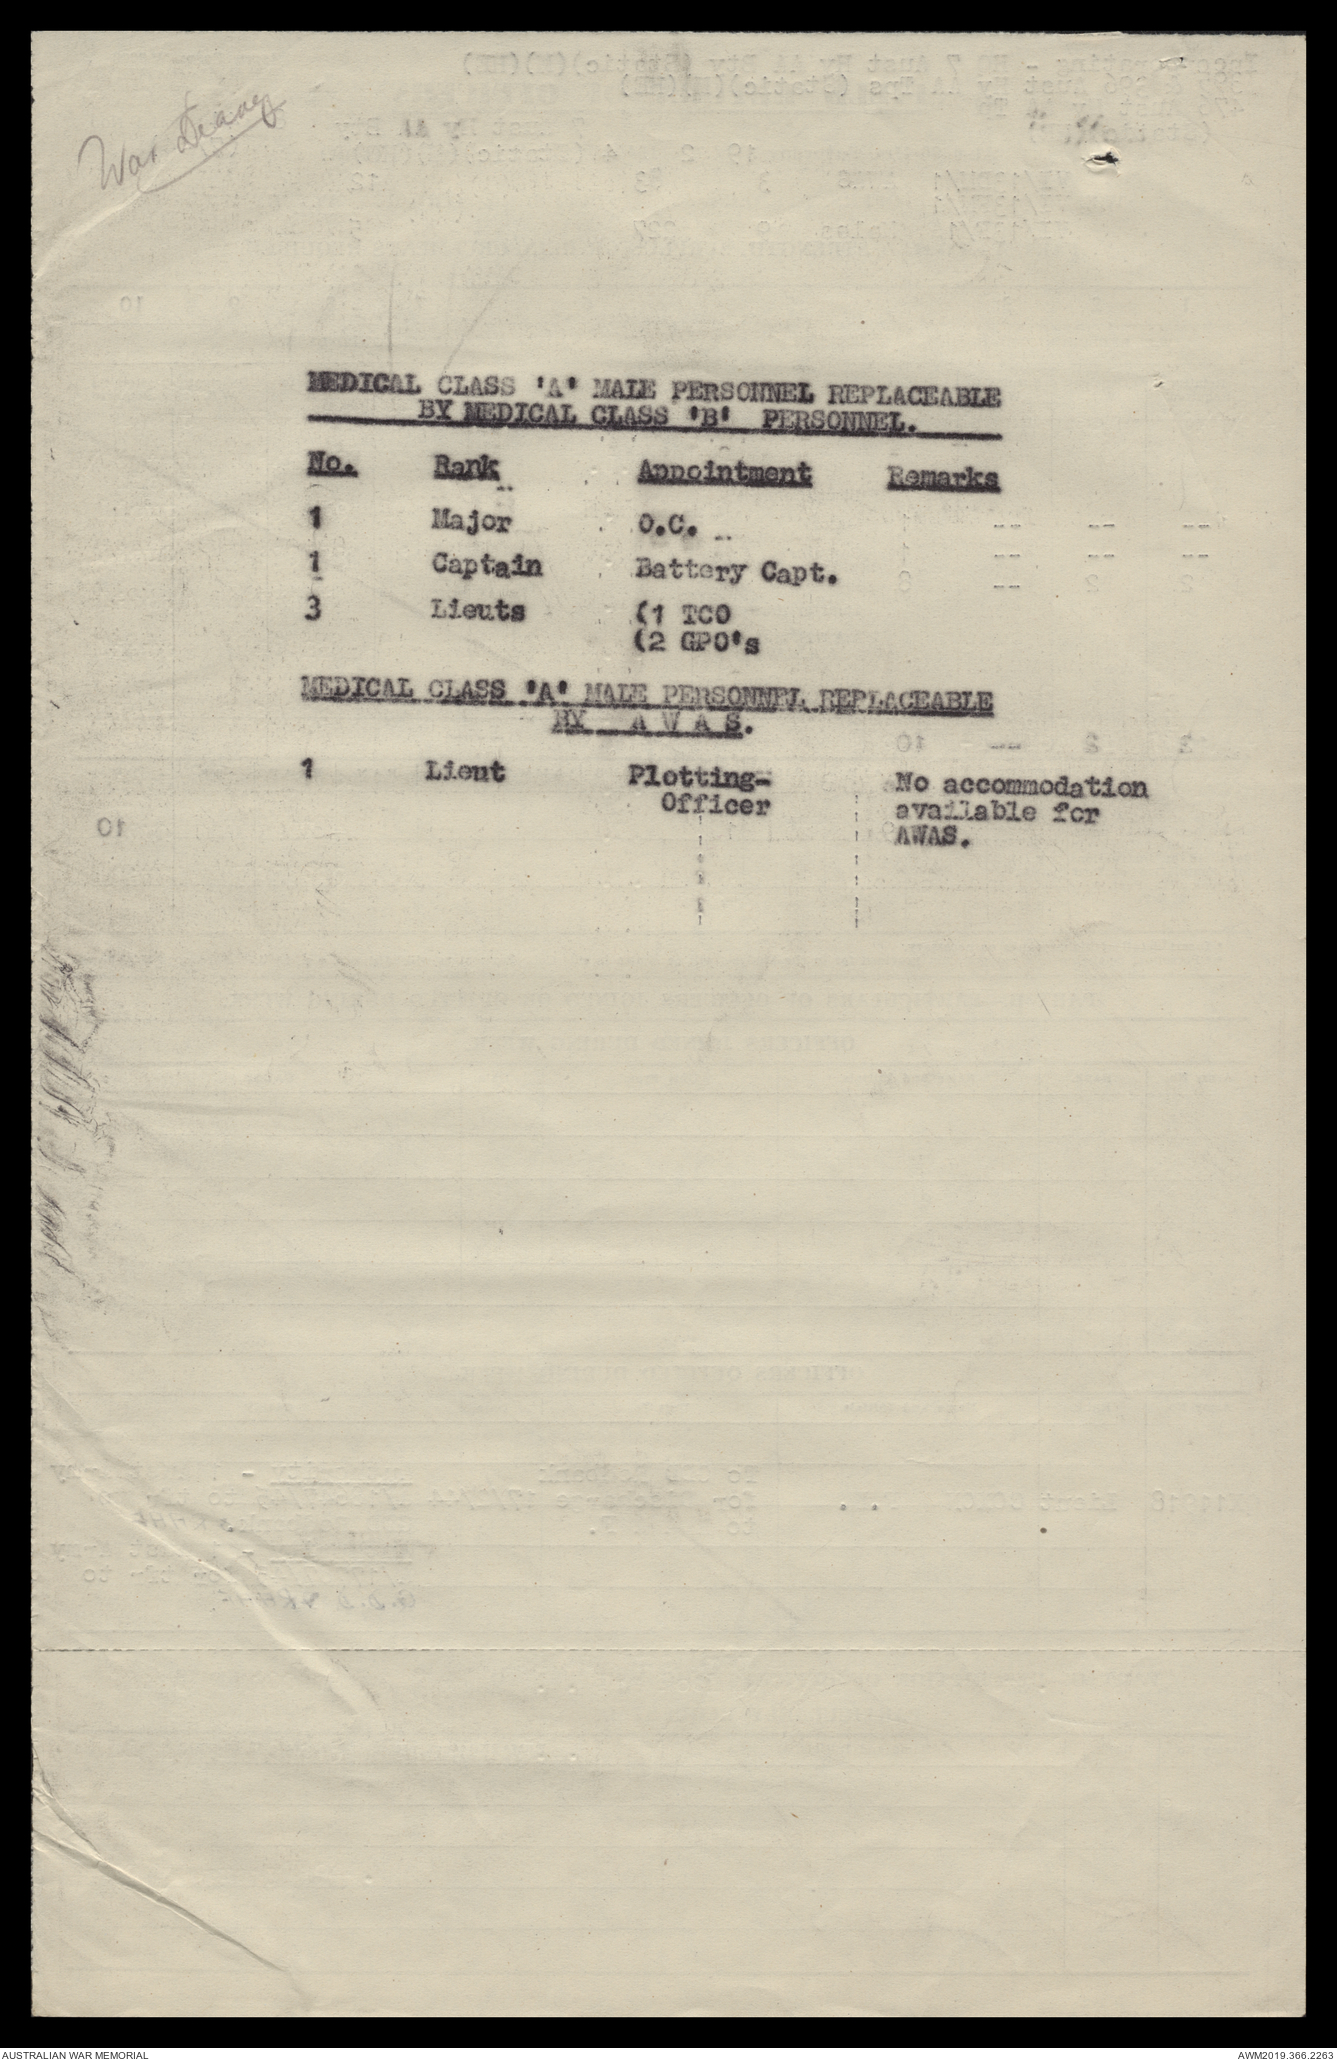 War Diary
MEDICAL CLASS 'A' MALE PERSONNEL REPLACEABLE
BY MEDICAL CLASS 'B' PERSONNEL.
No. Rank Appointment Remarks
1 Major O.C.
1 Captain Battery Capt.
3 Lieuts (1 TCO
(2 GPO's
MEDICAL CLASS 'A' MALE PERSONNEL REPLACEABLE
BY A W A S.
1 Lieut Plotting- No accommodation
Officer available for
AWAS.
AUSTRALIAN WAR MEMORIAL AWM2019.366.2263